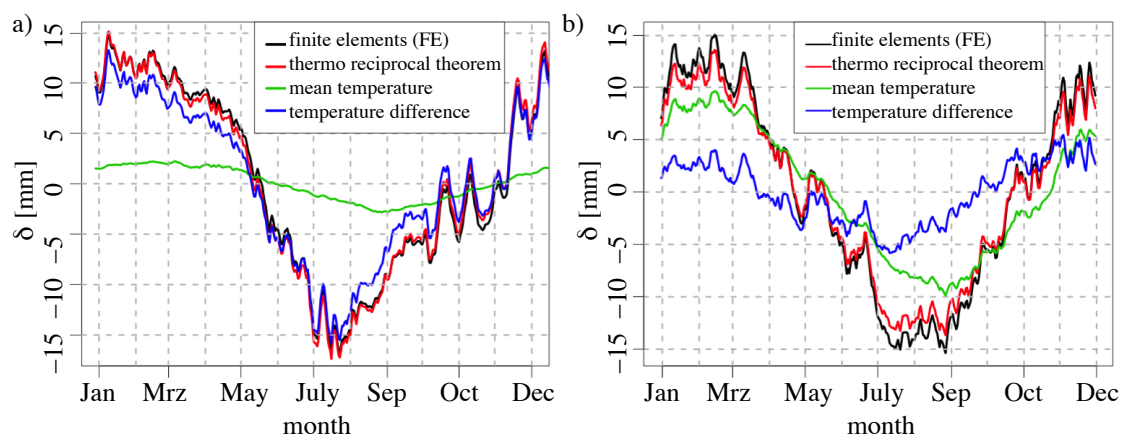 a)
finite elements (FE)
thermo reciprocal theorem
mean temperature
temperature difference
15
10
5
0
−5
−10
−15
δ [mm]
Jan Mrz May July Sep Oct Dec
month
b)
finite elements (FE)
thermo reciprocal theorem
mean temperature
temperature difference
15
10
5
0
−5
−10
−15
δ [mm]
Jan Mrz May July Sep Oct Dec
month